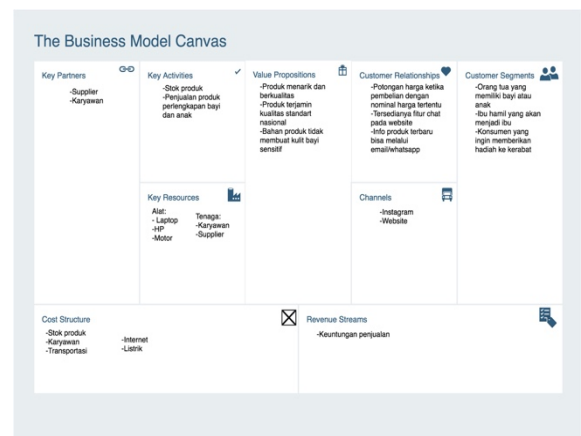 The Business Model Canvas
Key Partners
-Supplier
-Karyawan
Key Activities
-Stok produk
-Penjualan produk
perlengkapan bayi
dan anak
Value Propositions
-Produk menarik dan
berkualitas
-Produk terjamin
kualitas standart
nasional
-Bahan produk tidak
membuat kulit bayi
sensitif
Customer Relationships
-Potongan harga ketika
pembelian dengan
nominal harga tertentu
-Tersedianya fitur chat
pada website
-Info produk terbaru
bisa melalui
email/whatsapp
Customer Segments
-Orang tua yang
memiliki bayi atau
anak
-Ibu hamil yang akan
menjadi ibu
-Konsumen yang
ingin memberikan
hadiah ke kerabat
Key Resources
Alat:
- Laptop
-HP
-Motor
Tenaga:
-Karyawan
-Supplier
Channels
-Instagram
-Website
Cost Structure
-Stok produk
-Karyawan
-Transportasi
-Internet
-Listrik
Revenue Streams
-Keuntungan penjualan